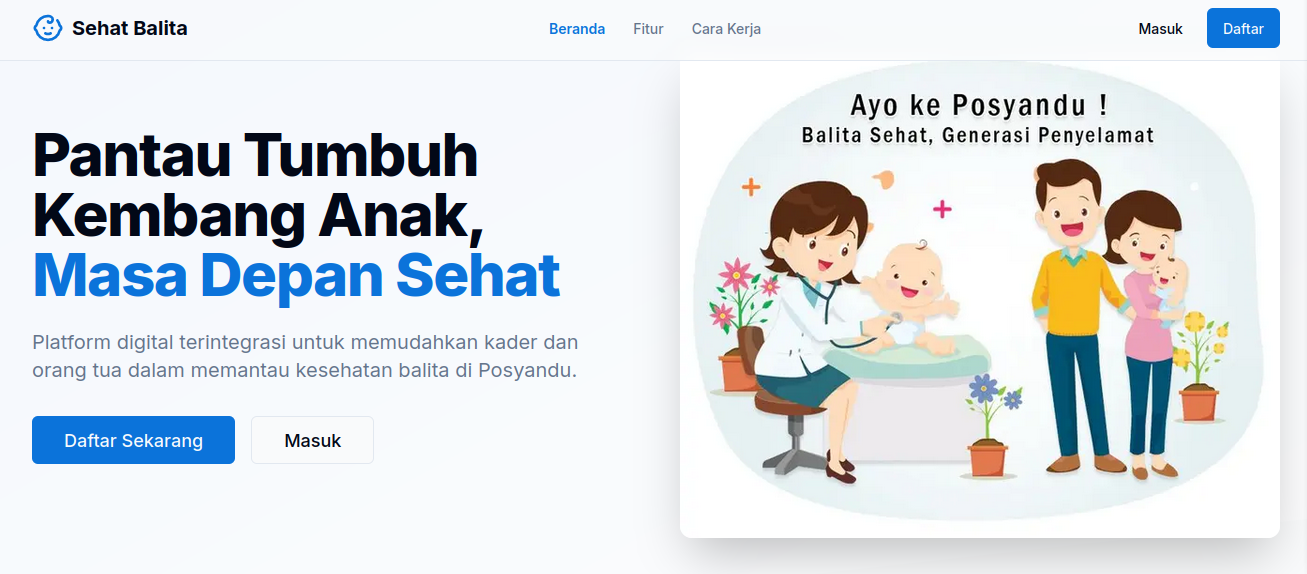 Sehat Balita
Beranda
Fitur
Cara Kerja
Masuk
Daftar
Pantau Tumbuh
Kembang Anak,
Masa Depan Sehat
Platform digital terintegrasi untuk memudahkan kader dan
orang tua dalam memantau kesehatan balita di Posyandu.
Daftar Sekarang
Masuk
Ayo ke Posyandu !
Balita Sehat, Generasi Penyelamat